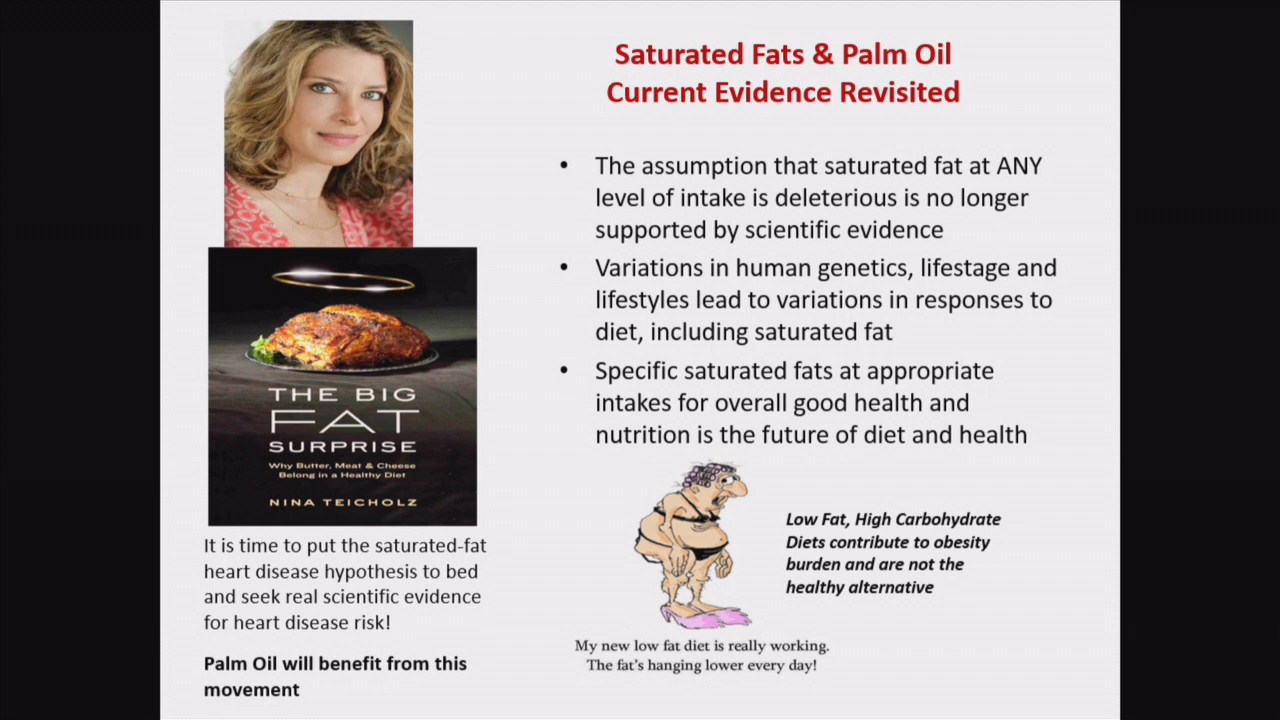 Saturated Fats & Palm Oil
Current Evidence Revisited
• The assumption that saturated fat at ANY
level of intake is deleterious is no longer
supported by scientific evidence
• Variations in human genetics, lifestage and
lifestyles lead to variations in responses to
diet, including saturated fat
• Specific saturated fats at appropriate
intakes for overall good health and
nutrition is the future of diet and health
THE BIG
FAT
SURPRISE
Why Butter, Meat & Cheese
Belong in a Healthy Diet
NINA TEICHOLZ
It is time to put the saturated-fat
heart disease hypothesis to bed
and seek real scientific evidence
for heart disease risk!
Palm Oil will benefit from this
movement
Low Fat, High Carbohydrate
Diets contribute to obesity
burden and are not the
healthy alternative
My new low fat diet is really working.
The fat's hanging lower every day!